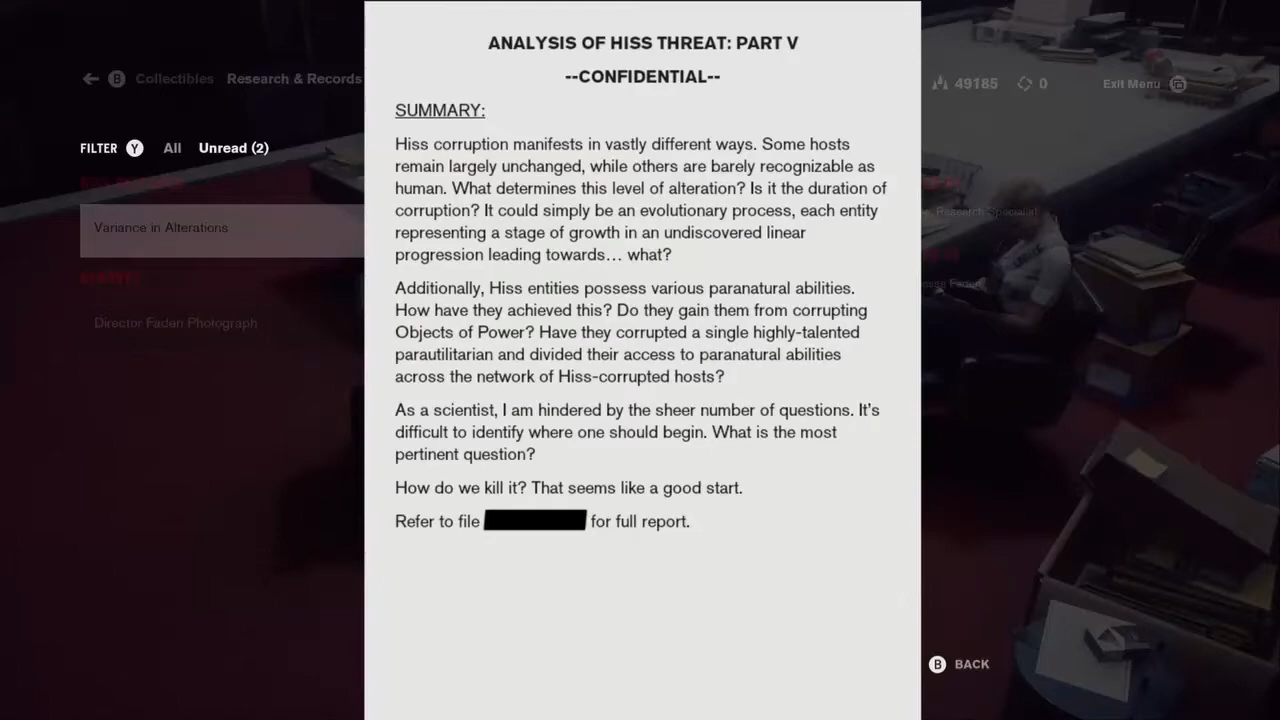 ANALYSIS OF HISS THREAT: PART V
--CONFIDENTIAL--
B Collectibles Research & Records
49185 0 Exit Menu
SUMMARY:
Hiss corruption manifests in vastly different ways. Some hosts
remain largely unchanged, while others are barely recognizable as
human. What determines this level of alteration? Is it the duration of
corruption? It could simply be an evolutionary process, each entity
representing a stage of growth in an undiscovered linear
progression leading towards… what?
Additionally, Hiss entities possess various paranatural abilities.
How have they achieved this? Do they gain them from corrupting
Objects of Power? Have they corrupted a single highly-talented
parautilitarian and divided their access to paranatural abilities
across the network of Hiss-corrupted hosts?
As a scientist, I am hindered by the sheer number of questions. It's
difficult to identify where one should begin. What is the most
pertinent question?
How do we kill it? That seems like a good start.
Refer to file for full report.
FILTER Y All Unread (2)
Variance in Alterations
Director Faden Photograph
Research Specialist
Faden
B BACK